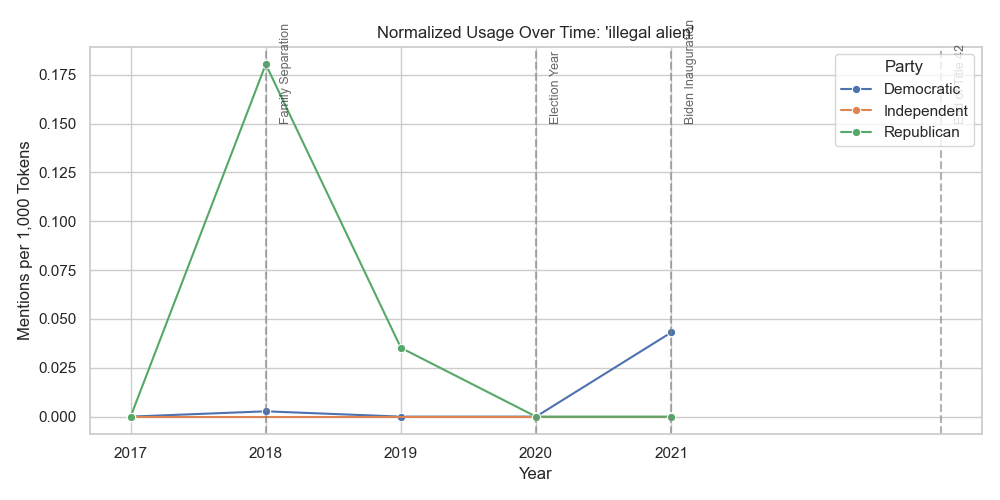 Normalized Usage Over Time: 'illegal alien'
Mentions per 1,000 Tokens
0.175
0.150
0.125
0.100
0.075
0.050
0.025
0.000
Family Separation
Election Year
Biden Inauguration
Title 42
Party
Democratic
Independent
Republican
2017
2018
2019
2020
2021
Year